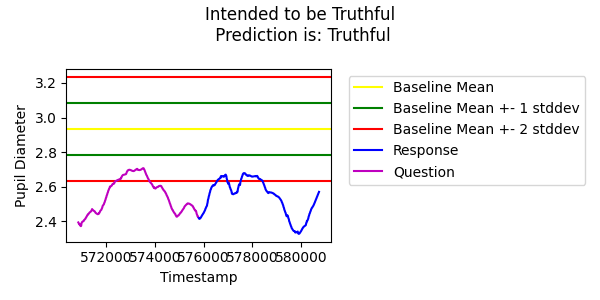 Intended to be Truthful
Prediction is: Truthful
3.2
3.0
2.8
2.6
2.4
Pupil Diameter
572000
574000
576000
578000
580000
Timestamp
Baseline Mean
Baseline Mean +- 1 stddev
Baseline Mean +- 2 stddev
Response
Question